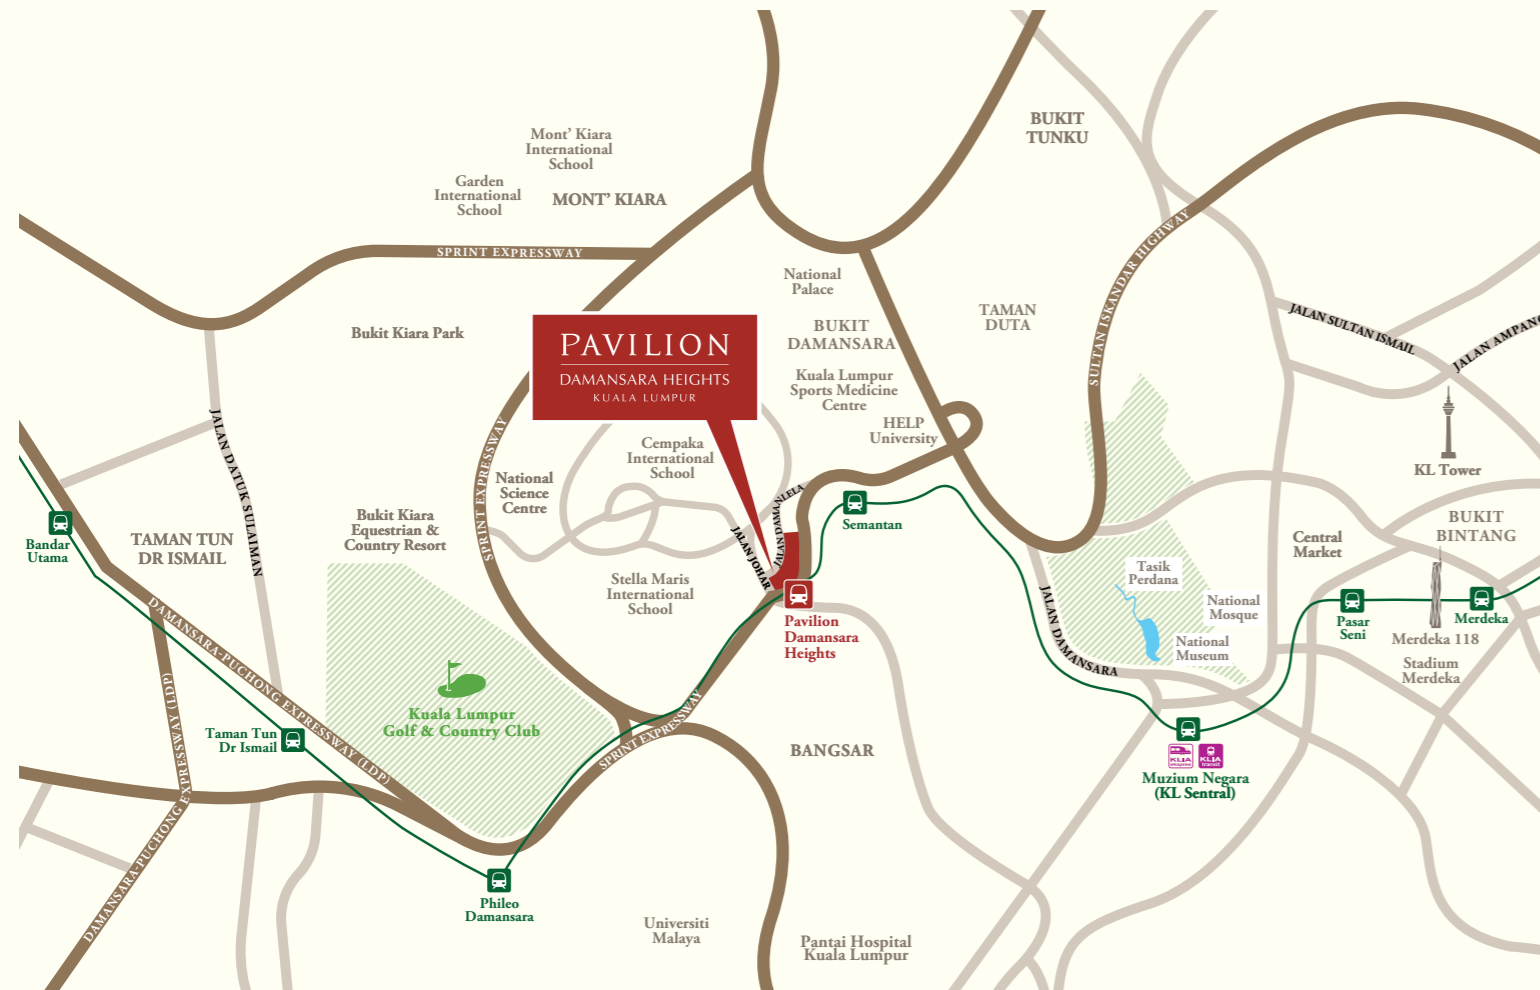 BUKIT
TUNKU
Mont’ Kiara
International
School
Garden
International
School
MONT’ KIARA
SPRINT EXPRESSWAY
SULTAN ISKANDAR HIGHWAY
National
Palace
TAMAN
DUTA
JALAN SULTAN ISMAIL
JALAN AMPANG
Bukit Kiara Park
PAVILION
DAMANSARA HEIGHTS
KUALA LUMPUR
BUKIT
DAMANSARA
Kuala Lumpur
Sports Medicine
Centre
HELP
University
KL Tower
JALAN DATUK SULAIMAN
SPRINT EXPRESSWAY
Cempaka
International
School
National
Science
Centre
JALAN DAMANLELA
JALAN JOHAR
Semantan
Bandar
Utama
TAMAN TUN
DR ISMAIL
Bukit Kiara
Equestrian &
Country Resort
BUKIT
BINTANG
Central
Market
Tasik
Perdana
National
Mosque
National
Museum
Stella Maris
International
School
Pavilion
Damansara
Heights
JALAN DAMANSARA
Pasar
Seni
Merdeka
Merdeka 118
Stadium
Merdeka
DAMANSARA-PUCHONG EXPRESSWAY (LDP)
DAMANSARA-PUCHONG EXPRESSWAY (LDP)
Taman Tun
Dr Ismail
Kuala Lumpur
Golf & Country Club
SPRINT EXPRESSWAY
BANGSAR
KLIA
ekspres
KLIA
transit
Muzium Negara
(KL Sentral)
Phileo
Damansara
Universiti
Malaya
Pantai Hospital
Kuala Lumpur